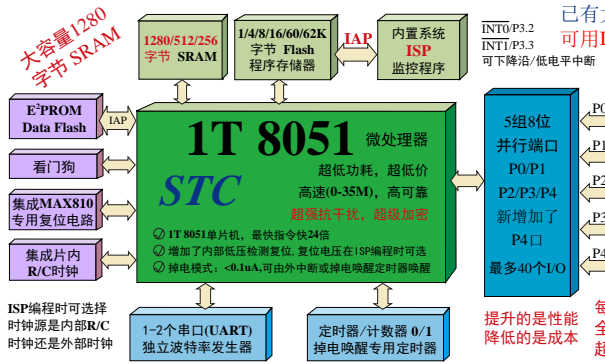 大容量1280
字节 SRAM
1280/512/256
字节 SRAM
1/4/8/16/60/62K
字节 Flash
程序存储器
IAP
内置系统
ISP
监控程序
INT0/P3.2
INT1/P3.3
可下降沿/低电平中断
已有
可用
E²PROM
Data Flash
IAP
看门狗
集成MAX810
专用复位电路
集成片内
R/C时钟
1T 8051 微处理器
STC
超低功耗，超低价
高速(0-35M)，高可靠
超强抗干扰，超级加密
1T 8051单片机，最快指令快24倍
增加了内部低压检测复位，复位电压在ISP编程时可选
掉电模式：<0.1uA,可由外中断或掉电唤醒定时器唤醒
5组8位
并行端口
P0/P1
P2/P3/P4
新增加了
P4口
最多40个I/O
P0
P1
P2
P3
P4
ISP编程时可选择
时钟源是内部R/C
时钟还是外部时钟
1-2个串口(UART)
独立波特率发生器
定时器/计数器 0/1
掉电唤醒专用定时器
提升的是性能
降低的是成本
每
全
超